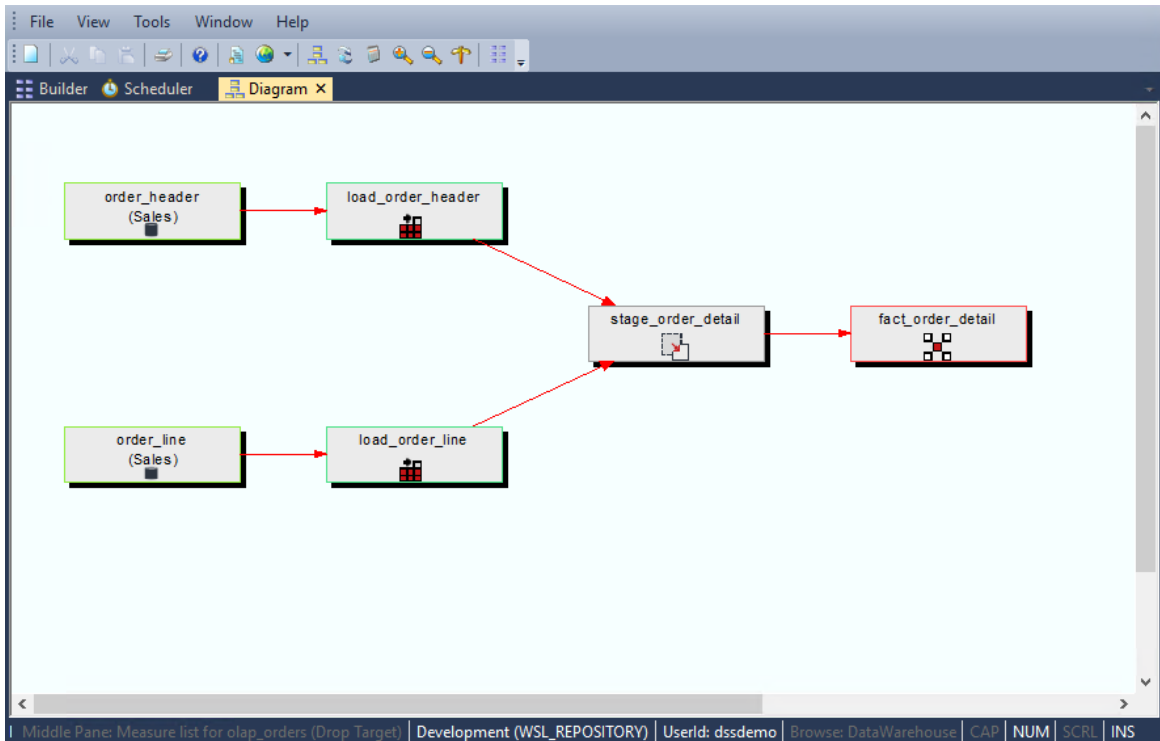 File View Tools Window Help
Builder Scheduler Diagram
order_header
(Sales)
load_order_header
stage_order_detail
fact_order_detail
order_line
(Sales)
load_order_line
Middle Pane: Measure list for olap_orders (Drop Target) Development (WSL_REPOSITORY) UserId: dssdemo Browse: DataWarehouse CAP NUM SCRL INS